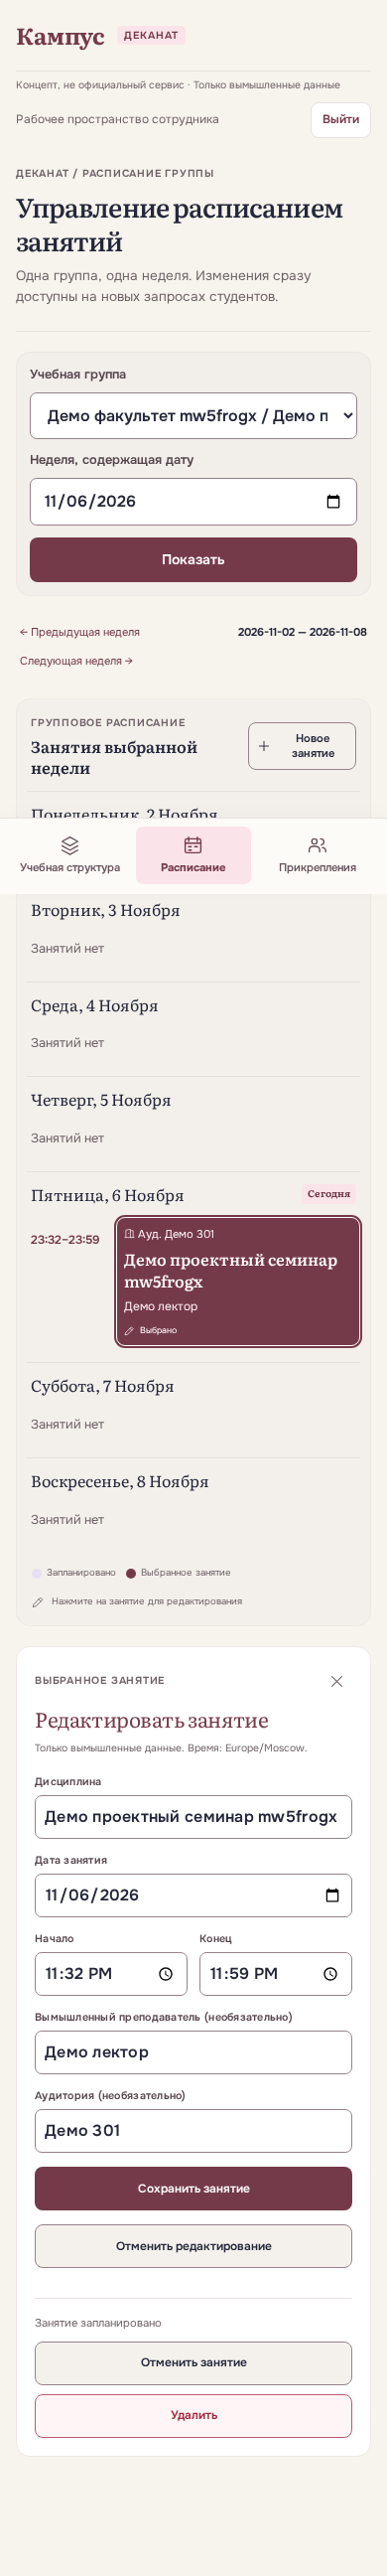 Кампус ДЕКАНАТ
Концепт, не официальный сервис · Только вымышленные данные
Рабочее пространство сотрудника
Выйти
ДЕКАНАТ / РАСПИСАНИЕ ГРУППЫ
Управление расписанием
занятий
Одна группа, одна неделя. Изменения сразу
доступны на новых запросах студентов.
Учебная группа
Демо факультет mw5frogx / Демо п
Неделя, содержащая дату
11/06/2026
Показать
← Предыдущая неделя
2026-11-02 — 2026-11-08
Следующая неделя →
ГРУППОВОЕ РАСПИСАНИЕ
Занятия выбранной
недели
Новое
занятие
Понедельник, 2 Ноября
Учебная структура
Расписание
Прикрепления
Вторник, 3 Ноября
Занятий нет
Среда, 4 Ноября
Занятий нет
Четверг, 5 Ноября
Занятий нет
Пятница, 6 Ноября
Сегодня
23:32–23:59
Ауд. Демо 301
Демо проектный семинар
mw5frogx
Демо лектор
Выбрано
Суббота, 7 Ноября
Занятий нет
Воскресенье, 8 Ноября
Занятий нет
Запланировано
Выбранное занятие
Нажмите на занятие для редактирования
ВЫБРАННОЕ ЗАНЯТИЕ
Редактировать занятие
Только вымышленные данные. Время: Europe/Moscow.
Дисциплина
Демо проектный семинар mw5frogx
Дата занятия
11/06/2026
Начало
Конец
11:32 PM
11:59 PM
Вымышленный преподаватель (необязательно)
Демо лектор
Аудитория (необязательно)
Демо 301
Сохранить занятие
Отменить редактирование
Занятие запланировано
Отменить занятие
Удалить